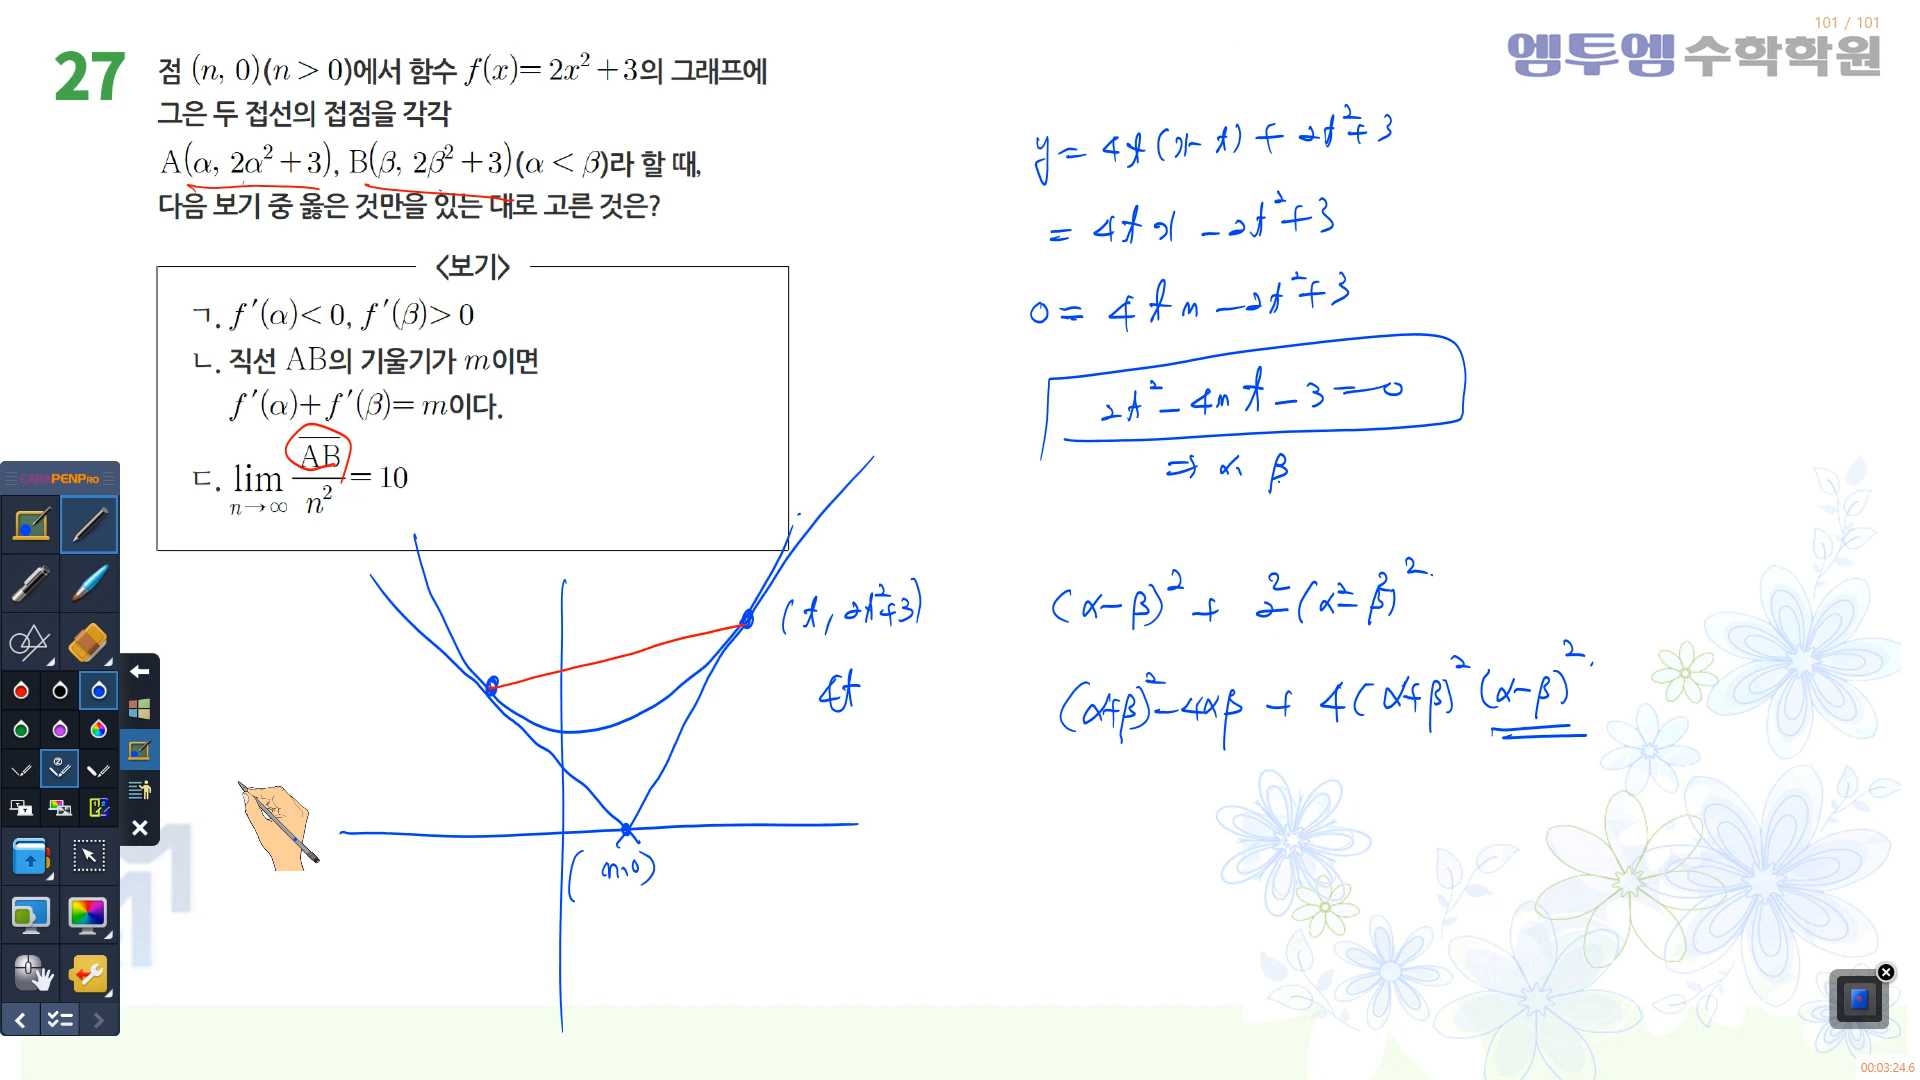 101 / 101
엠투엠수학학원
27
점 (n, 0)(n > 0)에서 함수 f(x)= 2x² + 3의 그래프에
그은 두 접선의 접점을 각각
A(α, 2α² + 3), B(β, 2β² + 3)(α < β)라 할 때,
다음 보기 중 옳은 것만을 있는 대로 고른 것은?
<보기>
ㄱ. f′(α)< 0, f′(β)> 0
ㄴ. 직선 AB의 기울기가 m이면
f′(α)+ f′(β)= m이다.
ㄷ. lim n→∞ A̅B̅ / n² = 10
y = 4t(x - t) + 2t² + 3
= 4tx - 2t² + 3
0 = 4tn - 2t² + 3
2t² - 4nt - 3 = 0
⇒ α, β
(α-β)² + 2²(α² - β²)²
(α+β)² - 4αβ + 4(α+β)²(α-β)²
(t, 2t²+3)
4t
(n,0)
CARAPENPRO
②
00:03:24.6